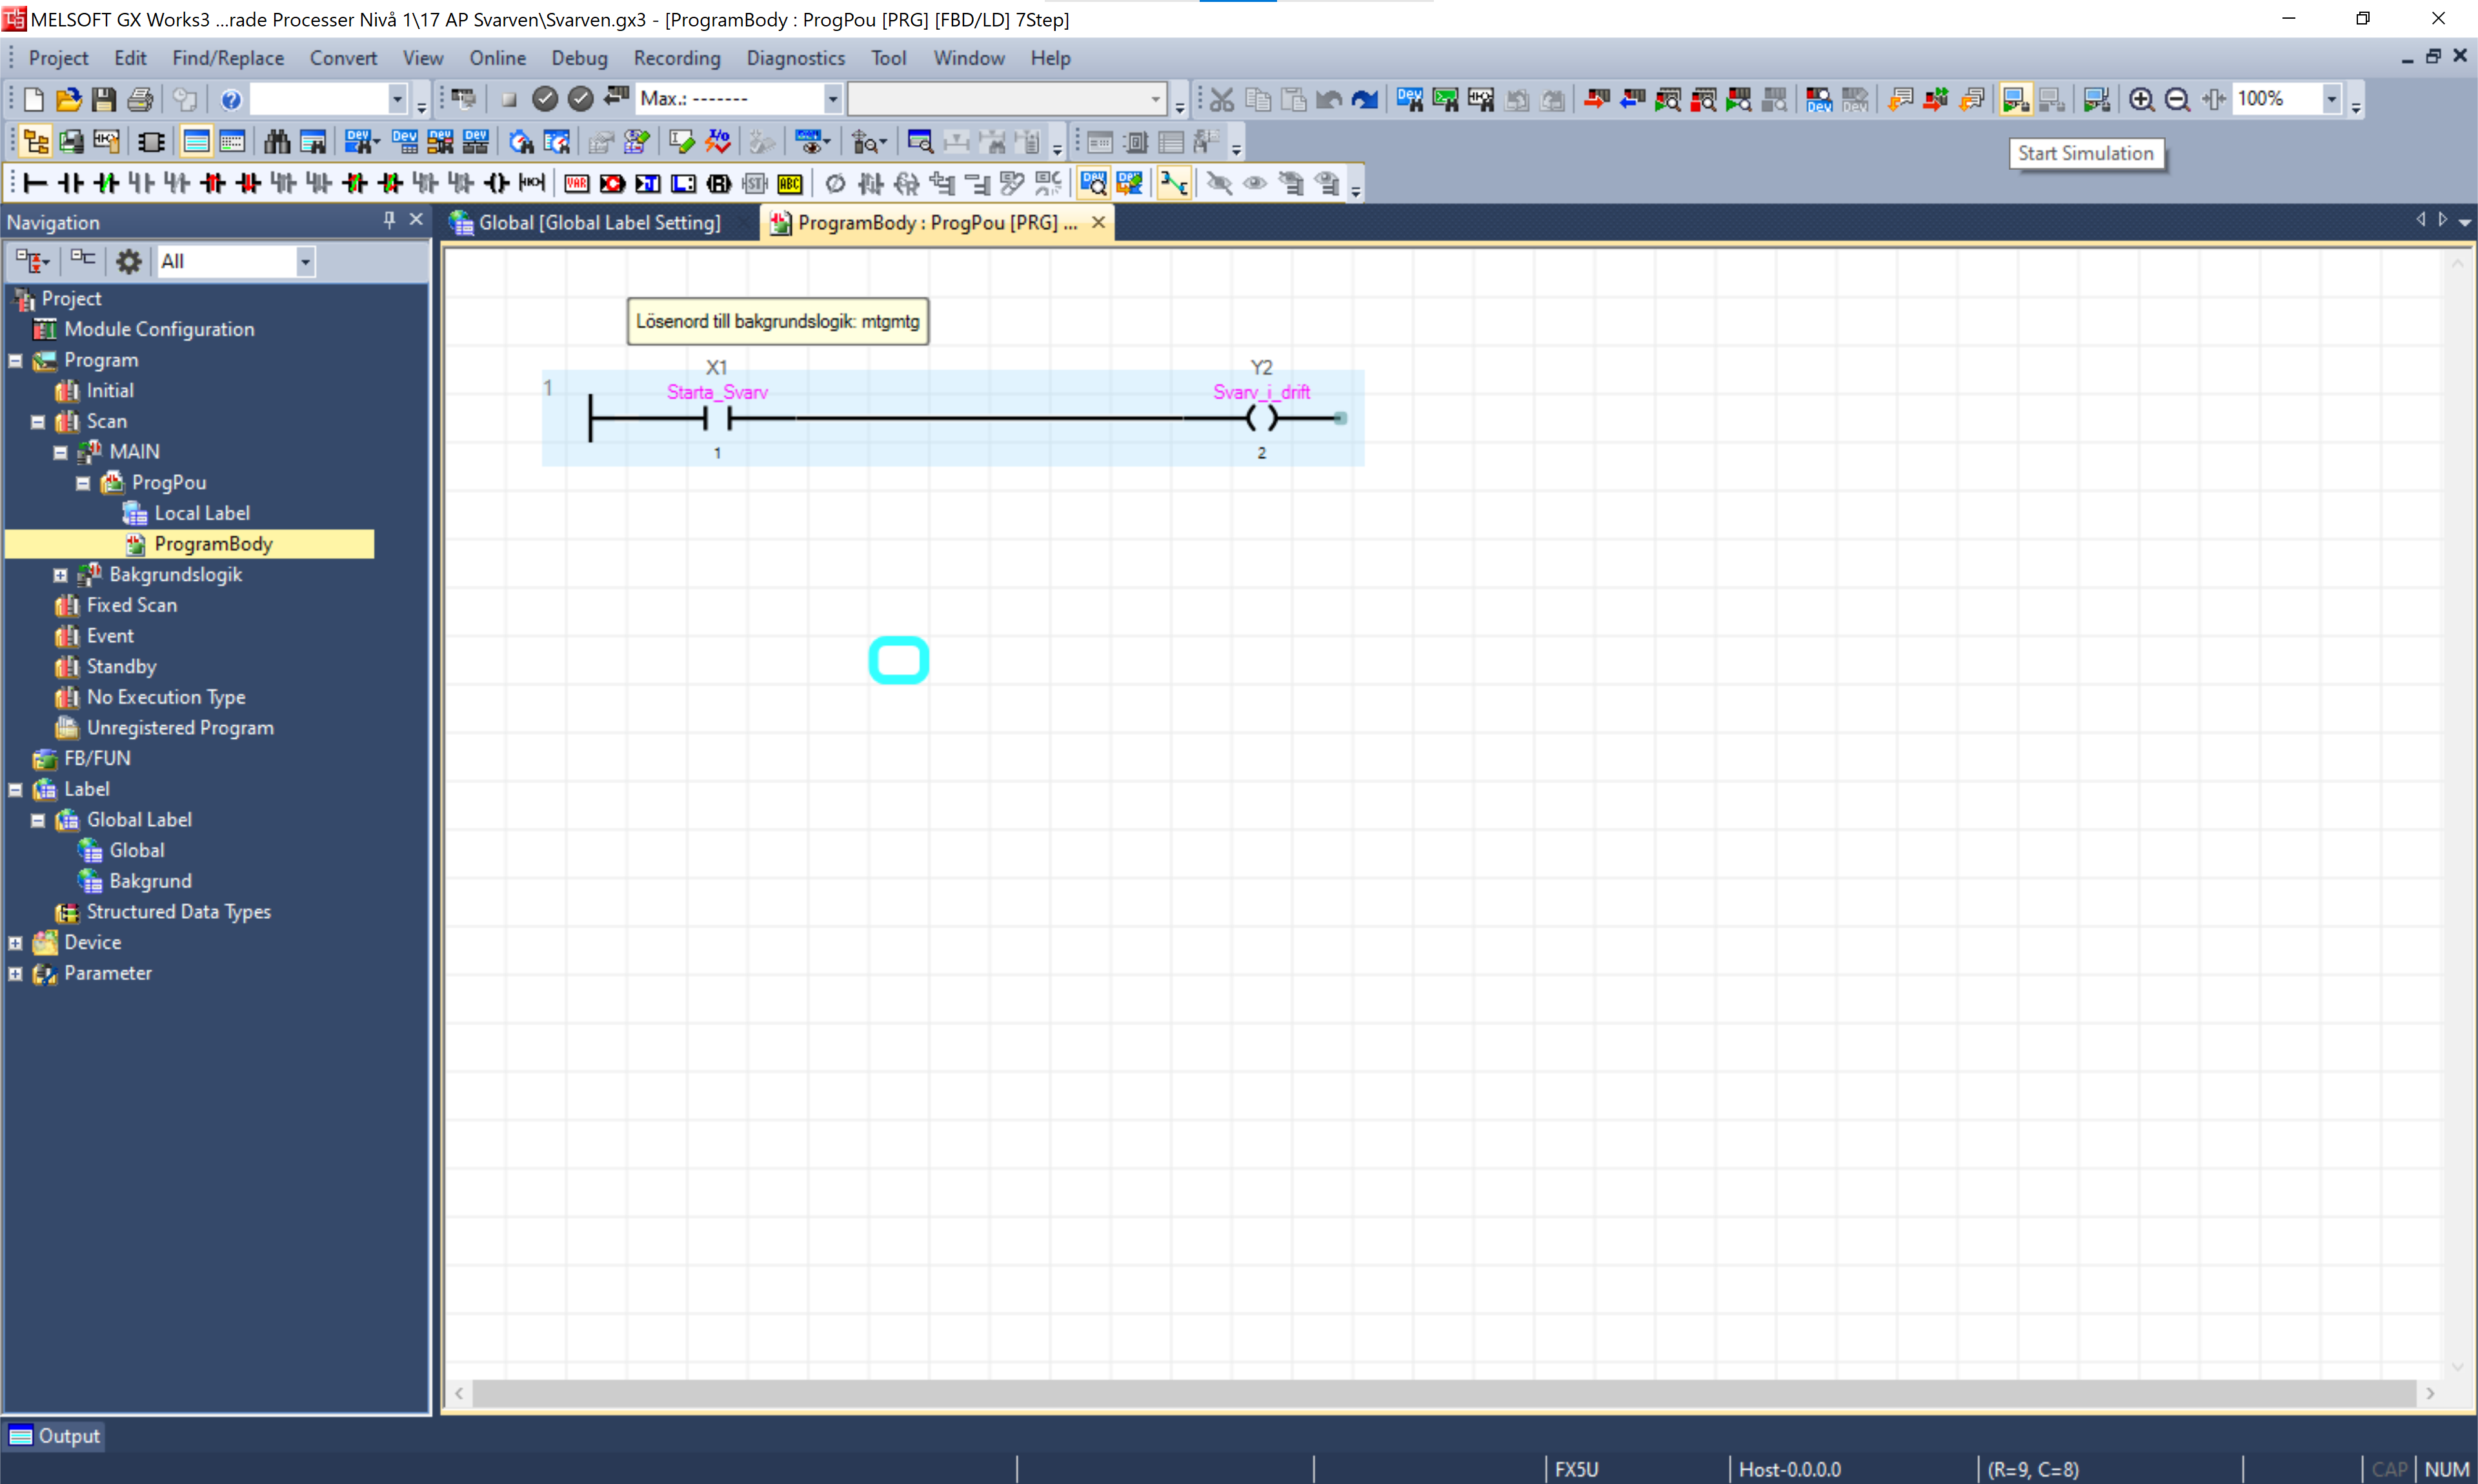 MELSOFT GX Works3 ...rade Processer Nivå 1\17 AP Svarven\Svarven.gx3 - [ProgramBody : ProgPou [PRG] [FBD/LD] 7Step]
Project Edit Find/Replace Convert View Online Debug Recording Diagnostics Tool Window Help
Max.: -------
100%
Start Simulation
Navigation
Global [Global Label Setting]
ProgramBody : ProgPou [PRG] ...
All
Project
Module Configuration
Program
Initial
Scan
MAIN
ProgPou
Local Label
ProgramBody
Bakgrundslogik
Fixed Scan
Event
Standby
No Execution Type
Unregistered Program
FB/FUN
Label
Global Label
Global
Bakgrund
Structured Data Types
Device
Parameter
Lösenord till bakgrundslogik: mtgmtg
X1 Y2
1 Starta_Svarv Svarv_i_drift
1 2
Output
FX5U Host-0.0.0.0 (R=9, C=8) CAP NUM